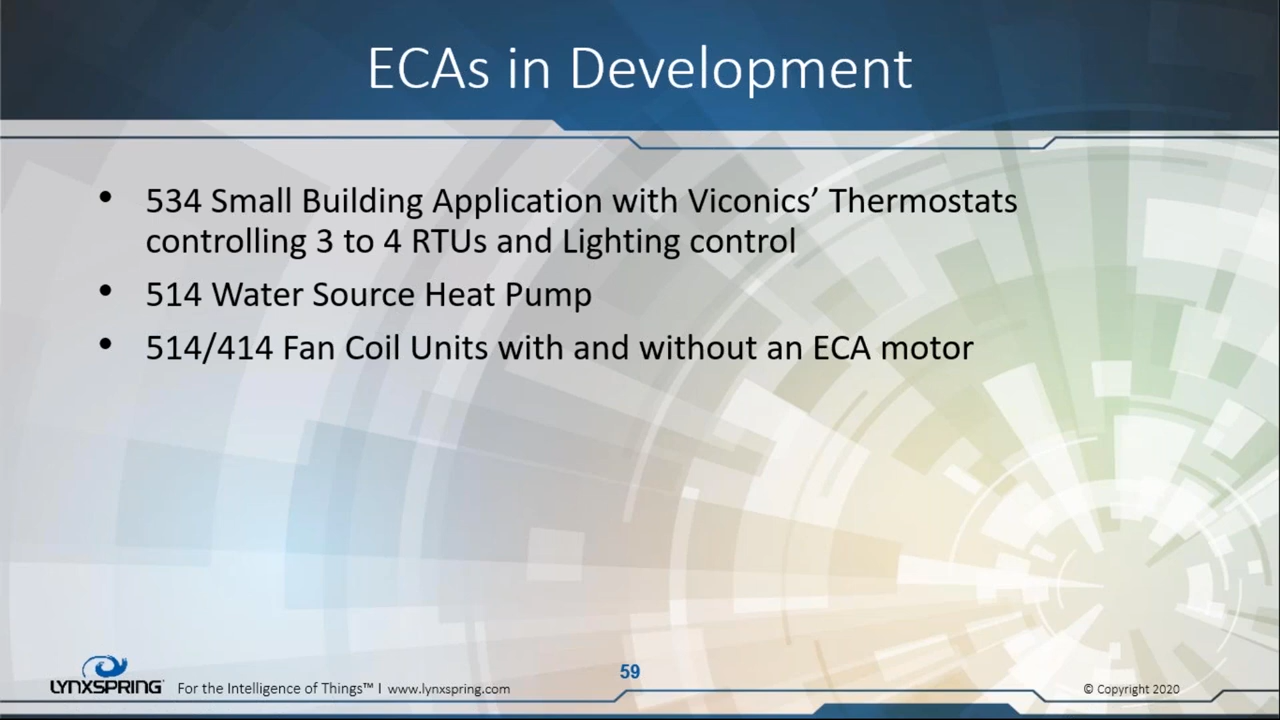 ECAs in Development
• 534 Small Building Application with Viconics’ Thermostats
controlling 3 to 4 RTUs and Lighting control
• 514 Water Source Heat Pump
• 514/414 Fan Coil Units with and without an ECA motor
59
LYNXSPRING For the Intelligence of Things™ | www.lynxspring.com
© Copyright 2020